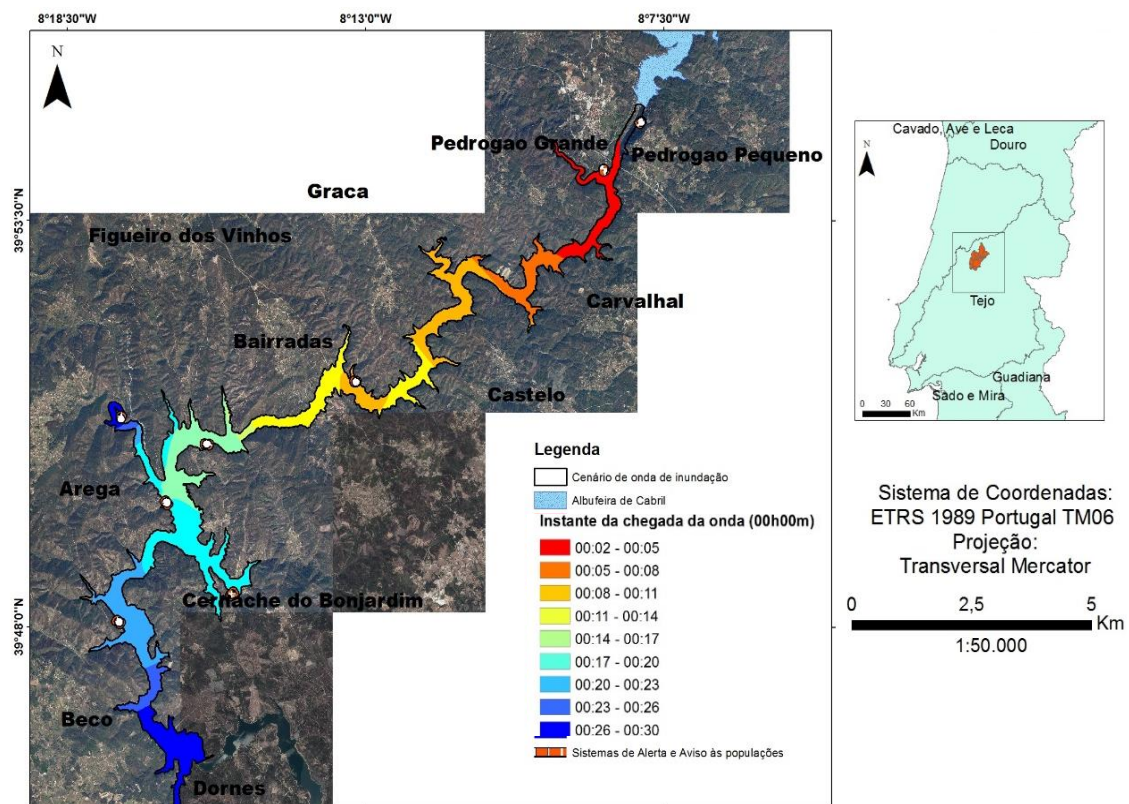 8°18'30"W
8°13'0"W
8°7'30"W
N
Pedrogao Grande
Pedrogao Pequeno
Graca
39°53'30"N
Figueiro dos Vinhos
Carvalhal
Bairradas
Castelo
Arega
Cernache do Bonjardim
39°48'0"N
Beco
Dornes
Legenda
Cenário de onda de inundação
Albufeira de Cabril
Instante da chegada da onda (00h00m)
00:02 - 00:05
00:05 - 00:08
00:08 - 00:11
00:11 - 00:14
00:14 - 00:17
00:17 - 00:20
00:20 - 00:23
00:23 - 00:26
00:26 - 00:30
Sistemas de Alerta e Aviso às populações
Cavado, Ave e Leca
Douro
N
Tejo
Guadiana
Sado e Mira
0 30 60
Km
Sistema de Coordenadas:
ETRS 1989 Portugal TM06
Projeção:
Transversal Mercator
0 2,5 5
Km
1:50.000